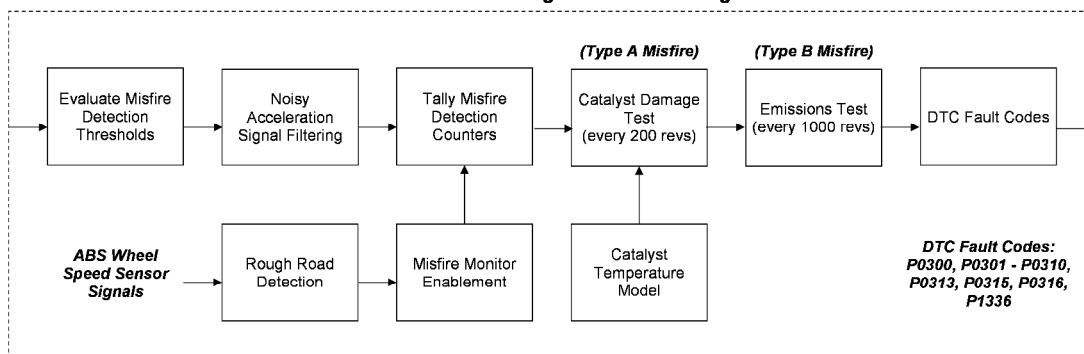 (Type A Misfire)
(Type B Misfire)
Evaluate Misfire
Detection
Thresholds
Noisy
Acceleration
Signal Filtering
Tally Misfire
Detection
Counters
Catalyst Damage
Test
(every 200 revs)
Emissions Test
(every 1000 revs)
DTC Fault Codes
ABS Wheel
Speed Sensor
Signals
Rough Road
Detection
Misfire Monitor
Enablement
Catalyst
Temperature
Model
DTC Fault Codes:
P0300, P0301 - P0310,
P0313, P0315, P0316,
P1336